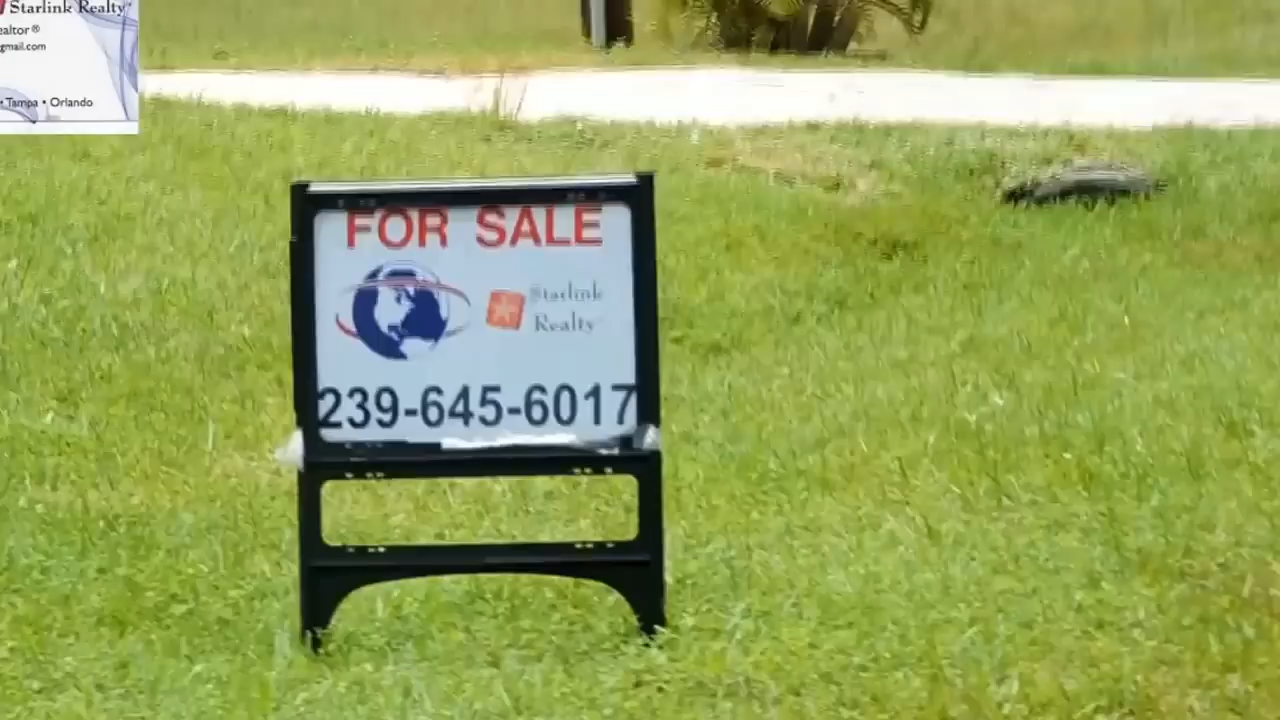 Starlink Realty
ealtor®
gmail.com
• Tampa • Orlando
FOR SALE
Starlink
Realty
239-645-6017